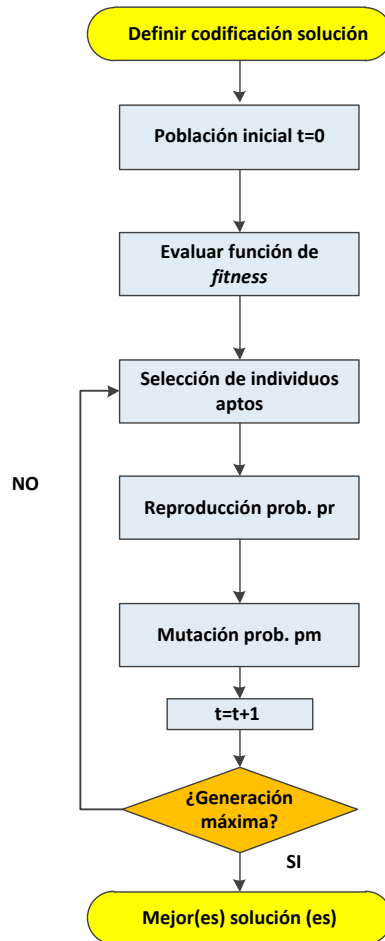 Definir codificación solución
Población inicial t=0
Evaluar función de
fitness
Selección de individuos
aptos
NO
Reproducción prob. pr
Mutación prob. pm
t=t+1
¿Generación
máxima?
SI
Mejor(es) solución (es)